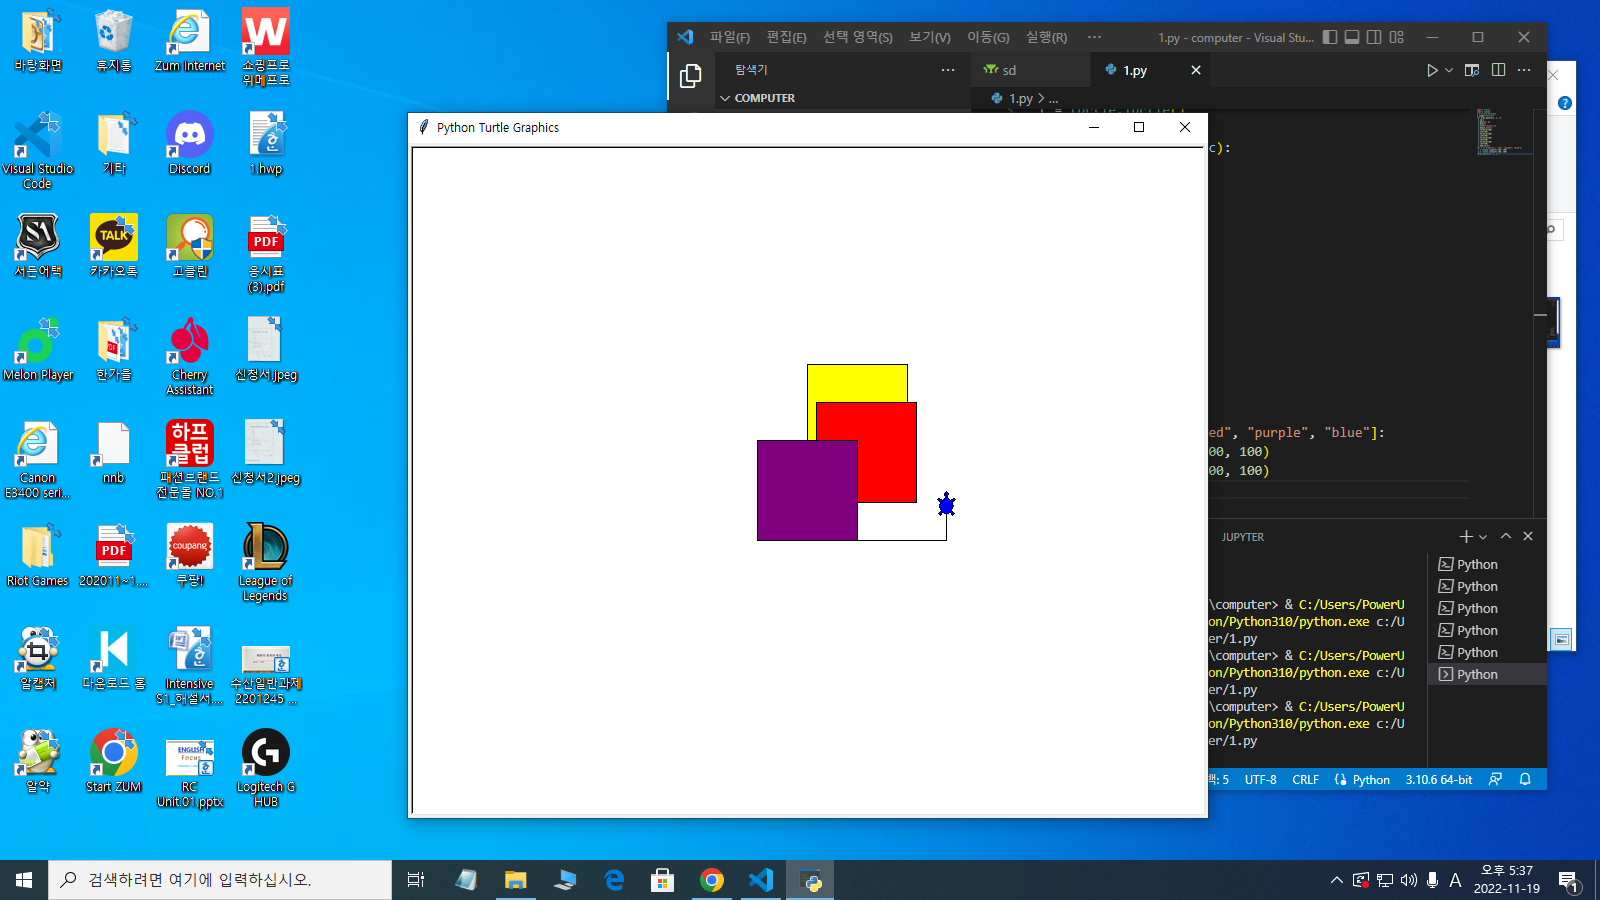 바탕화면
휴지통
Zum Internet
쇼핑프로
위메프로
Visual Studio
Code
기타
Discord
1.hwp
서든어택
TALK
카카오톡
고클린
PDF
응시표
(3).pdf
Melon Player
한가을
Cherry
Assistant
신청서.jpeg
Canon
E3400 seri...
nnb
하프
클럽
패션브랜드
전문몰 NO.1
신청서2.jpeg
Riot Games
PDF
202011~1....
coupang
쿠팡!
League of
Legends
알캡처
다운로드 홈
Intensive
S1_해설서....
수산일반과제
2201245 ...
알약
Start ZUM
ENGLISH
Focus
RC
Unit.01.pptx
Logitech G
HUB
파일(F) 편집(E) 선택 영역(S) 보기(V) 이동(G) 실행(R) ... 1.py - computer - Visual Stu...
탐색기 ...
COMPUTER
sd
1.py
1.py > ...
Python Turtle Graphics
c):
ed", "purple", "blue"]:
00, 100)
00, 100)
JUPYTER
Python
Python
Python
Python
Python
Python
\computer> & C:/Users/PowerU
on/Python310/python.exe c:/U
er/1.py
\computer> & C:/Users/PowerU
on/Python310/python.exe c:/U
er/1.py
\computer> & C:/Users/PowerU
on/Python310/python.exe c:/U
er/1.py
백: 5 UTF-8 CRLF Python 3.10.6 64-bit
검색하려면 여기에 입력하십시오.
A
오후 5:37
2022-11-19
1